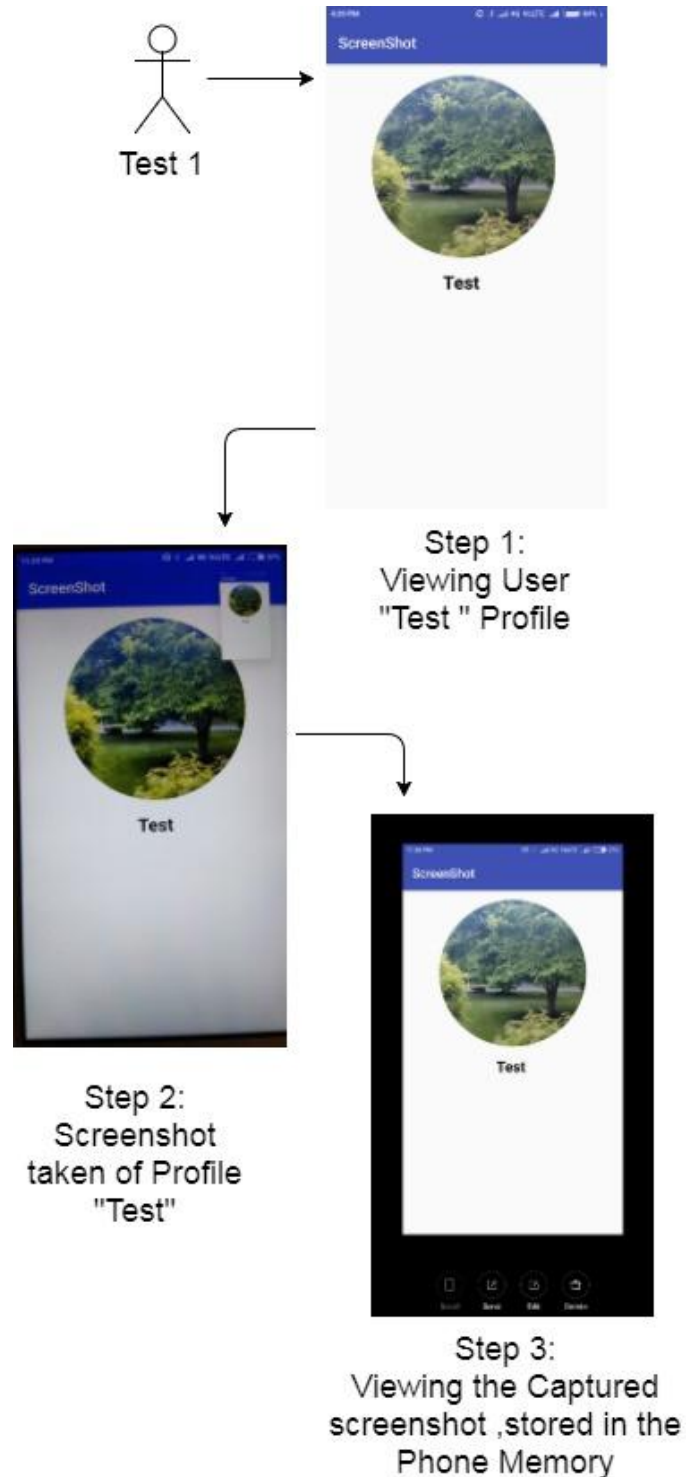 Test 1
ScreenShot
Test
Step 1:
Viewing User
"Test " Profile
ScreenShot
Test
Step 2:
Screenshot
taken of Profile
"Test"
ScreenShot
Test
Send
Edit
Delete
Step 3:
Viewing the Captured
screenshot ,stored in the
Phone Memory